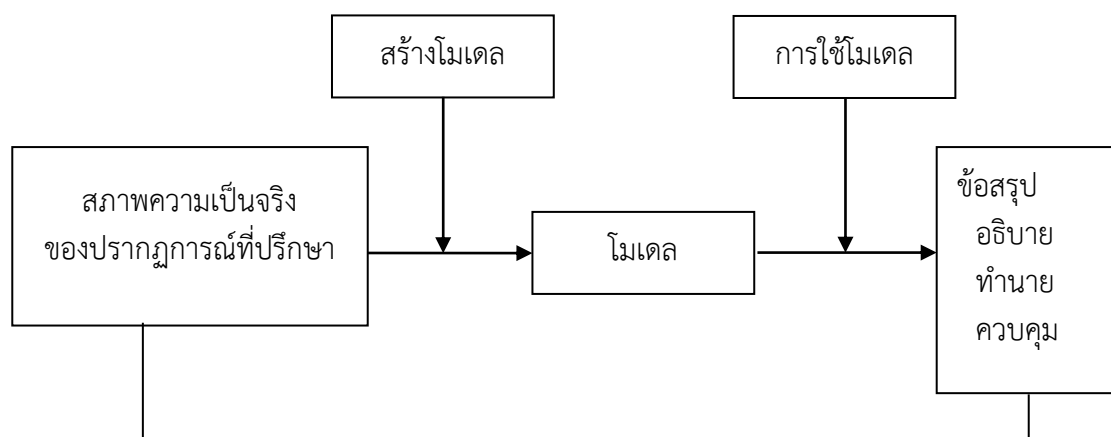 สร้างโมเดล
การใช้โมเดล
สภาพความเป็นจริง
ของปรากฏการณ์ที่ปรึกษา
โมเดล
ข้อสรุป
อธิบาย
ทำนาย
ควบคุม